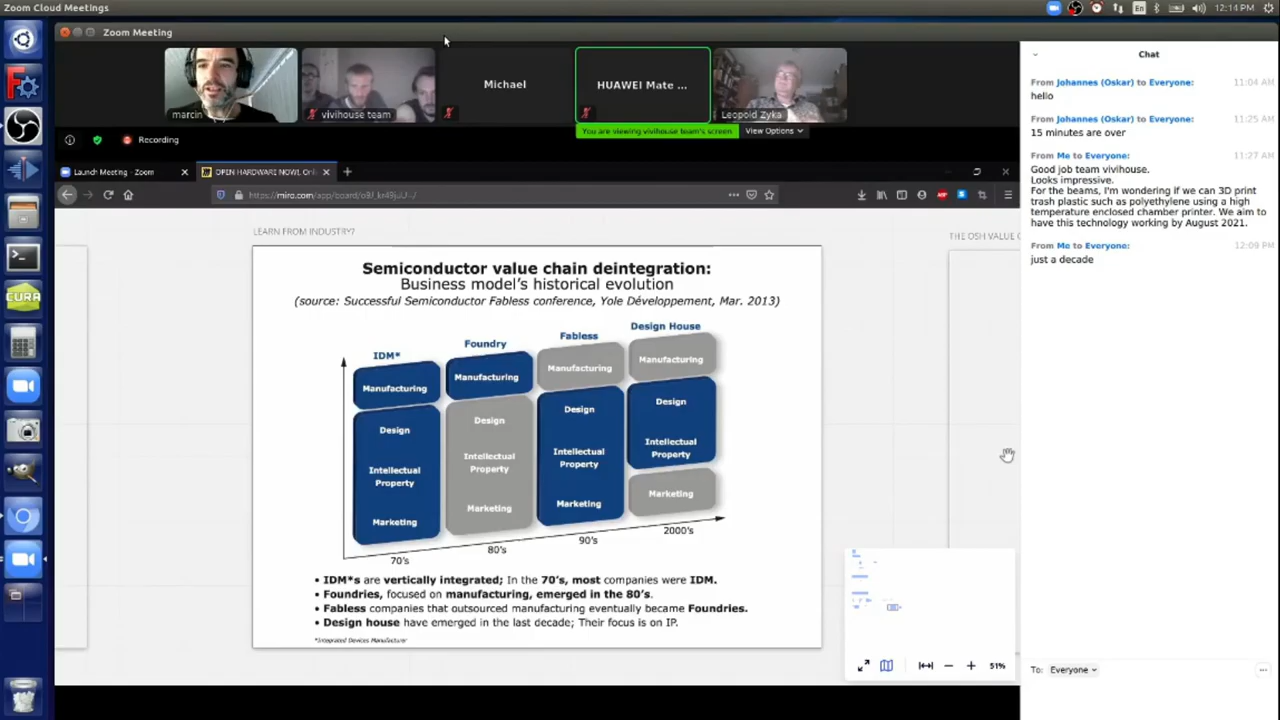 Zoom Cloud Meetings
En
12:14 PM
Zoom Meeting
marcin
vivihouse team
Michael
HUAWEI Mate ...
Leopold Zyka
You are viewing vivihouse team's screen
View Options
Recording
Launch Meeting - Zoom
OPEN HARDWARE NOW!, Onl
ABP
LEARN FROM INDUSTRY?
THE OSH VALUE C
Semiconductor value chain deintegration:
Business model's historical evolution
(source: Successful Semiconductor Fabless conference, Yole Développement, Mar. 2013)
IDM*
Foundry
Fabless
Design House
Manufacturing
Manufacturing
Manufacturing
Manufacturing
Design
Design
Design
Design
Intellectual
Property
Intellectual
Property
Intellectual
Property
Intellectual
Property
Marketing
Marketing
Marketing
Marketing
70's
80's
90's
2000's
• IDM*s are vertically integrated; In the 70's, most companies were IDM.
• Foundries, focused on manufacturing, emerged in the 80's.
• Fabless companies that outsourced manufacturing eventually became Foundries.
• Design house have emerged in the last decade; Their focus is on IP.
*Integrated Devices Manufacturer
51%
CURA
Chat
From Johannes (Oskar) to Everyone: 11:04 AM
hello
From Johannes (Oskar) to Everyone: 11:25 AM
15 minutes are over
From Me to Everyone: 11:27 AM
Good job team vivihouse.
Looks impressive.
For the beams, I'm wondering if we can 3D print
trash plastic such as polyethylene using a high
temperature enclosed chamber printer. We aim to
have this technology working by August 2021.
From Me to Everyone: 12:09 PM
just a decade
To: Everyone